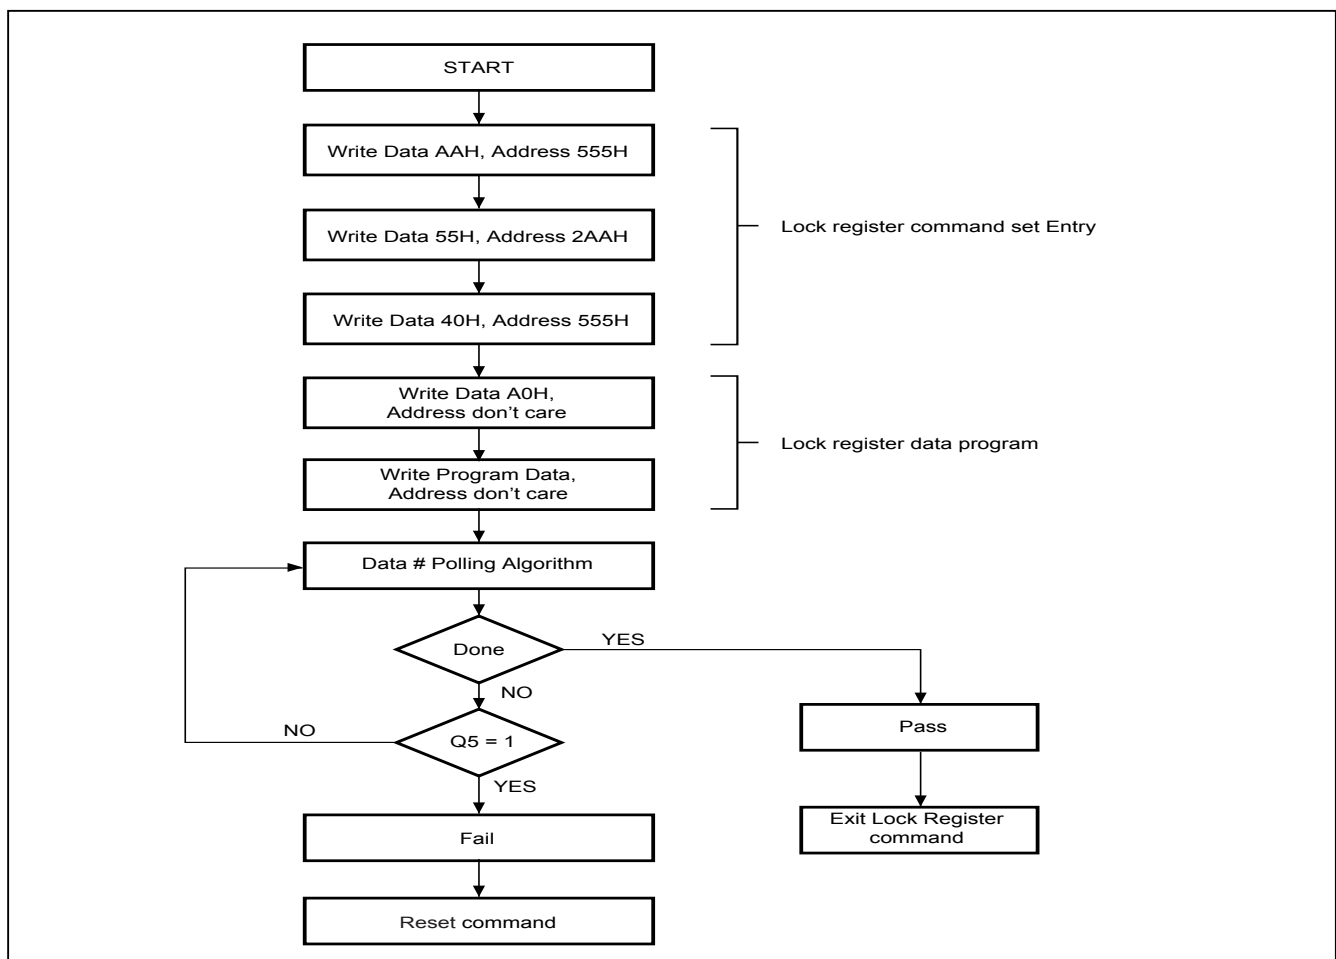 START
Write Data AAH, Address 555H
Write Data 55H, Address 2AAH
Lock register command set Entry
Write Data 40H, Address 555H
Write Data A0H,
Address don't care
Lock register data program
Write Program Data,
Address don't care
Data # Polling Algorithm
Done
YES
NO
Q5 = 1
NO
YES
Pass
Fail
Exit Lock Register
command
Reset command